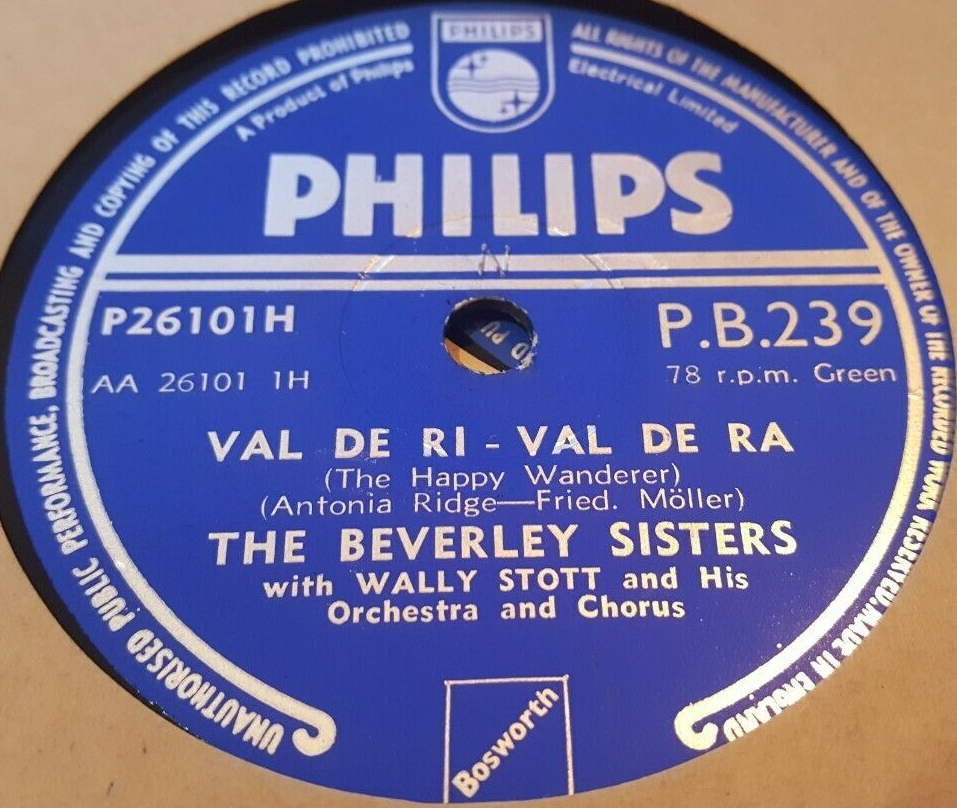 PHILIPS
UNAUTHORISED PUBLIC PERFORMANCE, BROADCASTING AND COPYING OF THIS RECORD PROHIBITED
ALL RIGHTS OF THE MANUFACTURER AND OF THE OWNER OF THE RECORDED WORK RESERVED. MADE IN ENGLAND
A Product of Philips Electrical Limited
PHILIPS
N
P26101H
P.B.239
AA 26101 1H
78 r.p.m. Green
VAL DE RI - VAL DE RA
(The Happy Wanderer)
(Antonia Ridge—Fried. Möller)
THE BEVERLEY SISTERS
with WALLY STOTT and His
Orchestra and Chorus
Bosworth